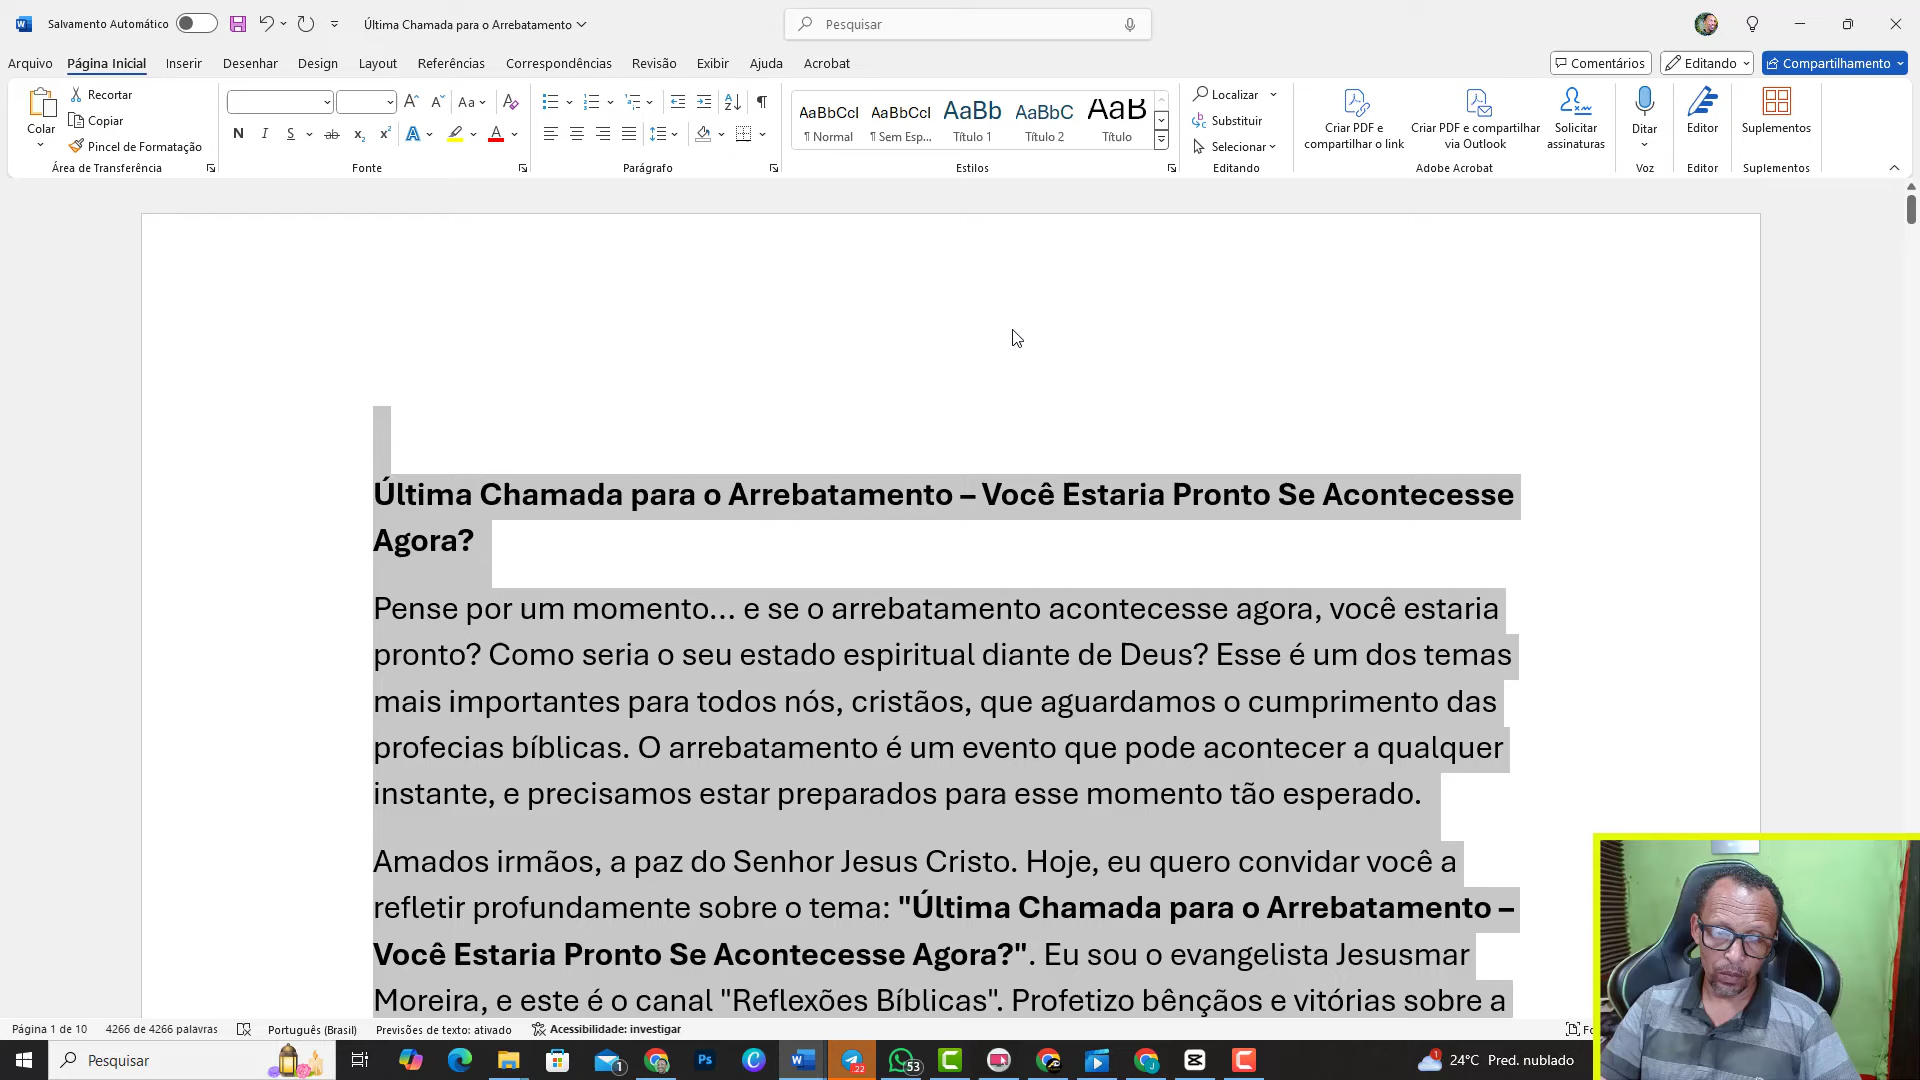 Salvamento Automático
Última Chamada para o Arrebatamento
Pesquisar
Arquivo Página Inicial Inserir Desenhar Design Layout Referências Correspondências Revisão Exibir Ajuda Acrobat
Comentários Editando Compartilhamento
Colar
Recortar
Copiar
Pincel de Formatação
Área de Transferência
Aa
N I S ab x₂ x² A A
Fonte
Parágrafo
AaBbCcI AaBbCcI AaBb AaBbC AaB
¶ Normal ¶ Sem Esp... Título 1 Título 2 Título
Estilos
Localizar
Substituir
Selecionar
Editando
Criar PDF e
compartilhar o link
Criar PDF e compartilhar
via Outlook
Solicitar
assinaturas
Adobe Acrobat
Ditar
Voz
Editor
Editor
Suplementos
Suplementos
Última Chamada para o Arrebatamento – Você Estaria Pronto Se Acontecesse
Agora?
Pense por um momento... e se o arrebatamento acontecesse agora, você estaria
pronto? Como seria o seu estado espiritual diante de Deus? Esse é um dos temas
mais importantes para todos nós, cristãos, que aguardamos o cumprimento das
profecias bíblicas. O arrebatamento é um evento que pode acontecer a qualquer
instante, e precisamos estar preparados para esse momento tão esperado.
Amados irmãos, a paz do Senhor Jesus Cristo. Hoje, eu quero convidar você a
refletir profundamente sobre o tema: "Última Chamada para o Arrebatamento –
Você Estaria Pronto Se Acontecesse Agora?". Eu sou o evangelista Jesusmar
Moreira, e este é o canal "Reflexões Bíblicas". Profetizo bênçãos e vitórias sobre a
Página 1 de 10 4266 de 4266 palavras Português (Brasil) Previsões de texto: ativado Acessibilidade: investigar Fo
Pesquisar
1
Ps
53
24°C Pred. nublado